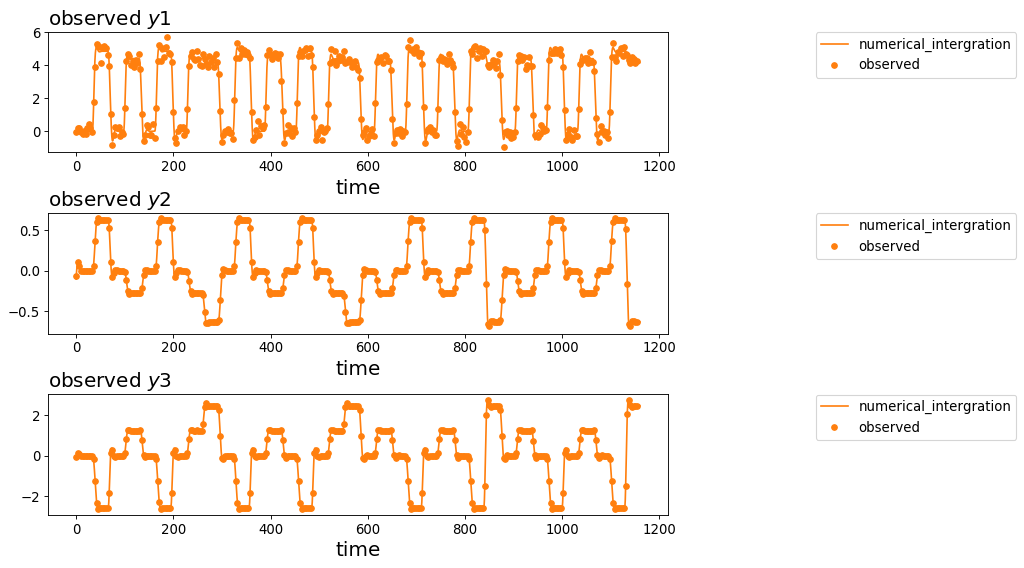 observed y1
6
4
2
0
0 200 400 600 800 1000 1200
time
numerical_intergration
observed
observed y2
0.5
0.0
−0.5
0 200 400 600 800 1000 1200
time
numerical_intergration
observed
observed y3
2
0
−2
0 200 400 600 800 1000 1200
time
numerical_intergration
observed